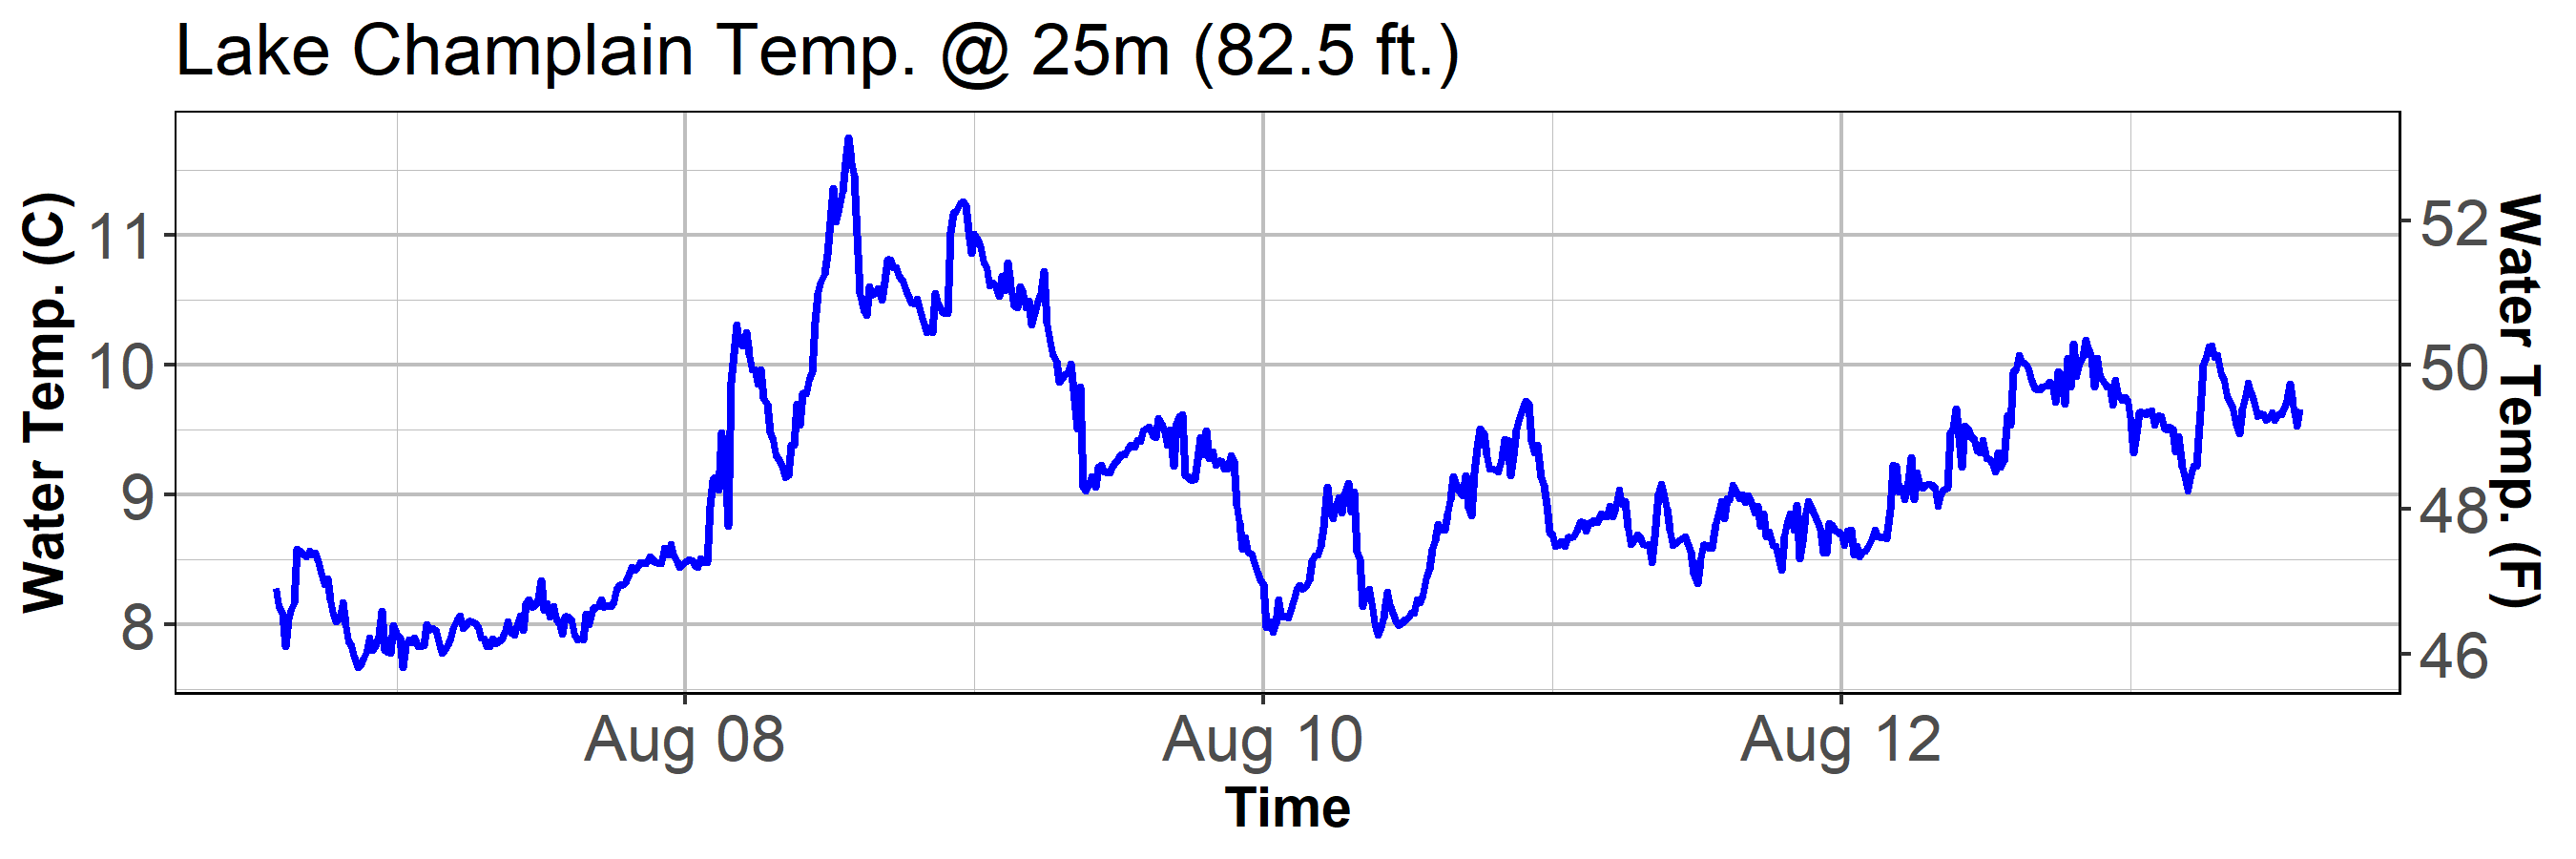 Lake Champlain Temp. @ 25m (82.5 ft.)
Water Temp. (C)
11
10
9
8
52
50
48
46
Water Temp. (F)
Aug 08
Aug 10
Aug 12
Time